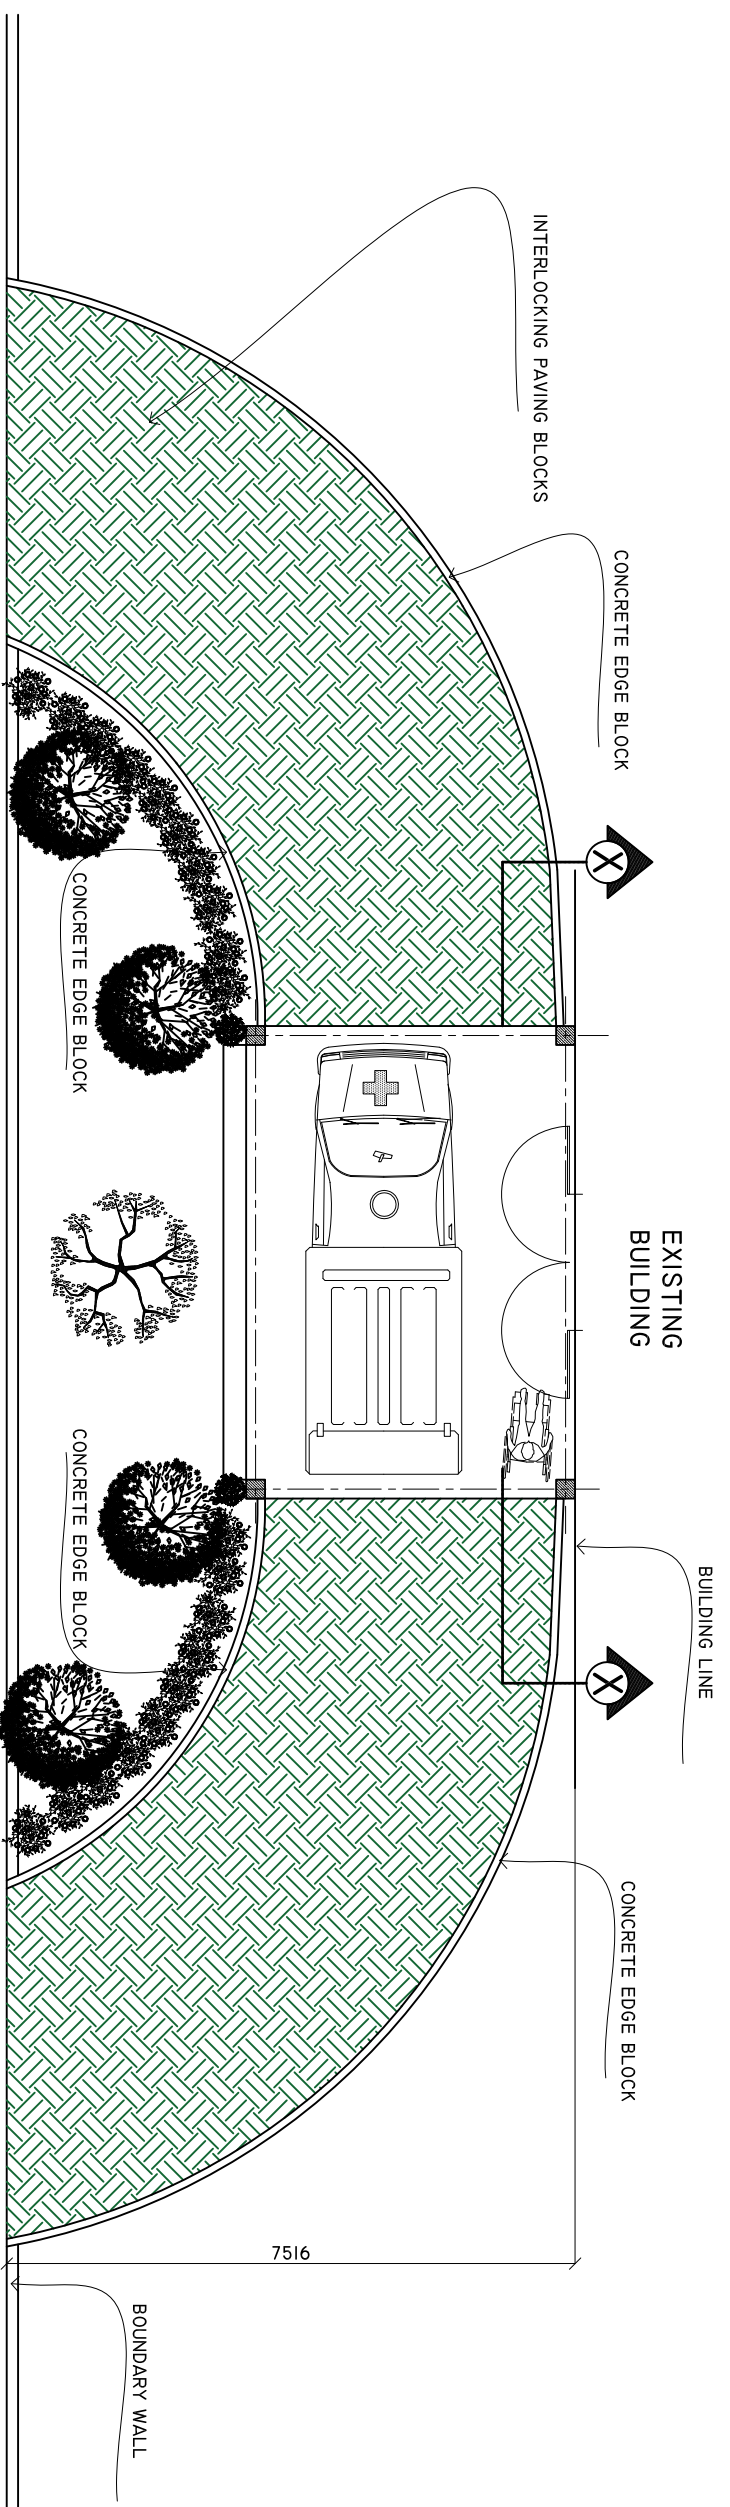 INTERLOCKING PAVING BLOCKS
CONCRETE EDGE BLOCK
X
CONCRETE EDGE BLOCK
EXISTING
BUILDING
CONCRETE EDGE BLOCK
BUILDING LINE
X
CONCRETE EDGE BLOCK
7516
BOUNDARY WALL